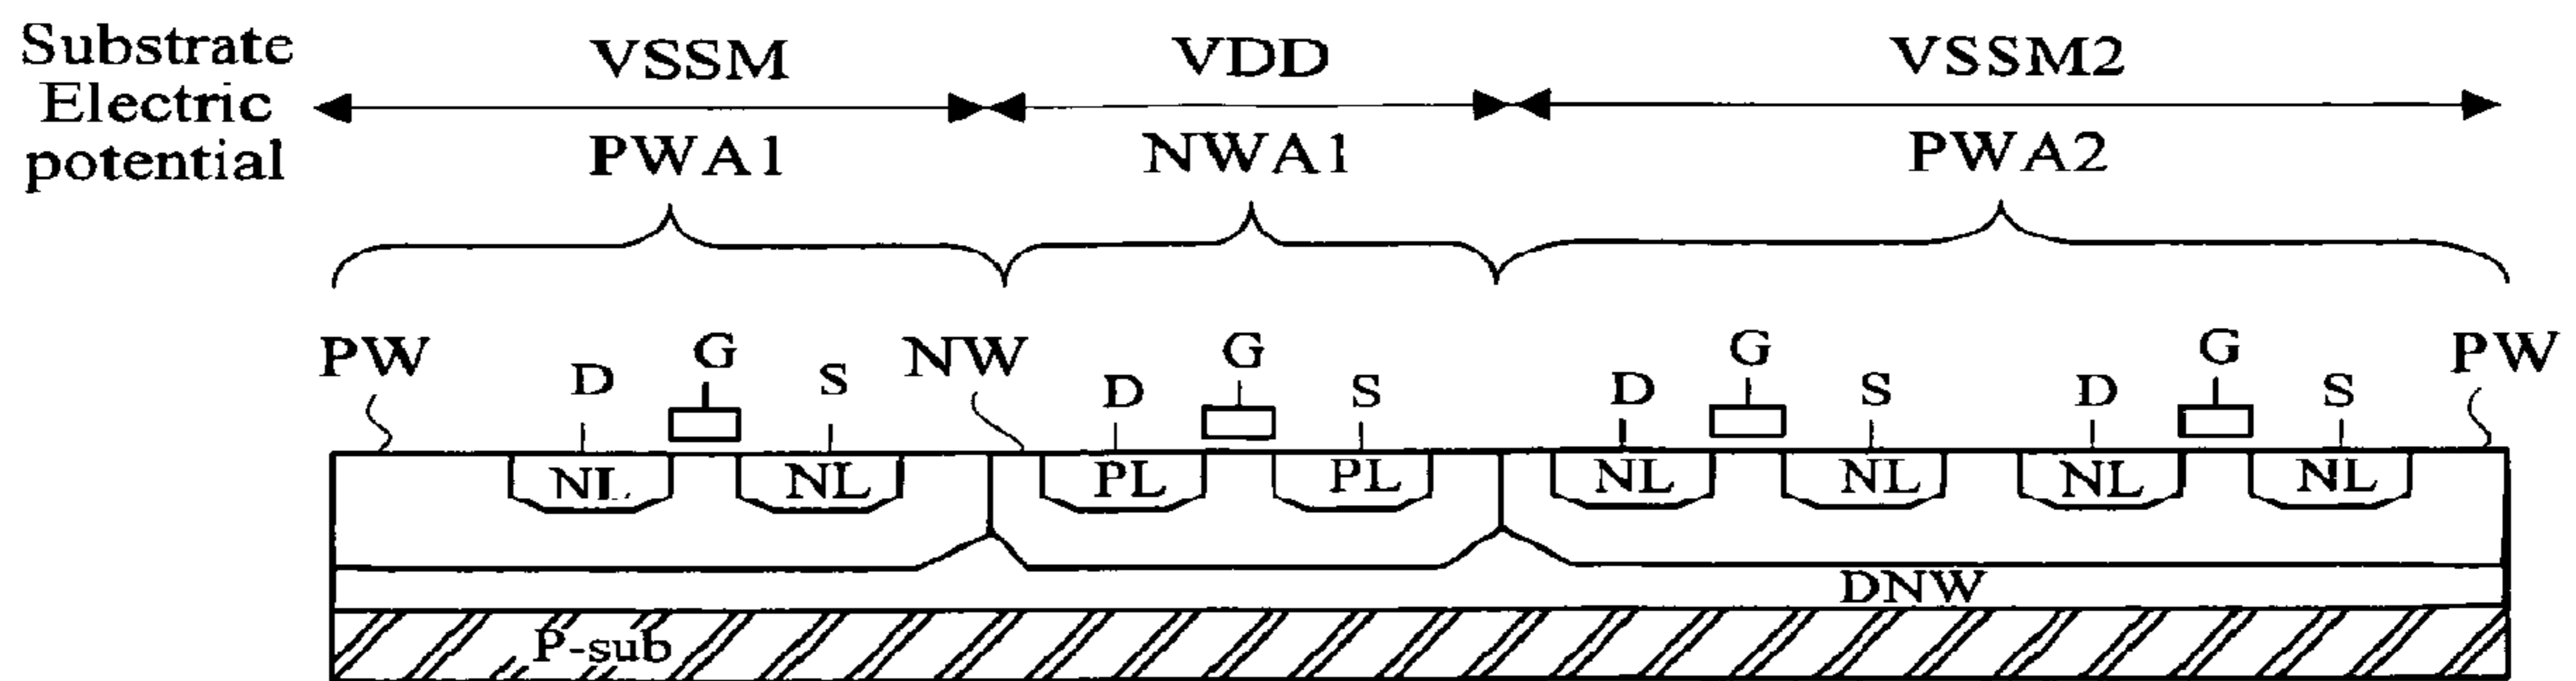 Substrate
Electric
potential
VSSM VDD VSSM2
PWA1 NWA1 PWA2
PW D G S NW D G S D G S D G S PW
NL NL PL PL NL NL NL NL
DNW
P-sub